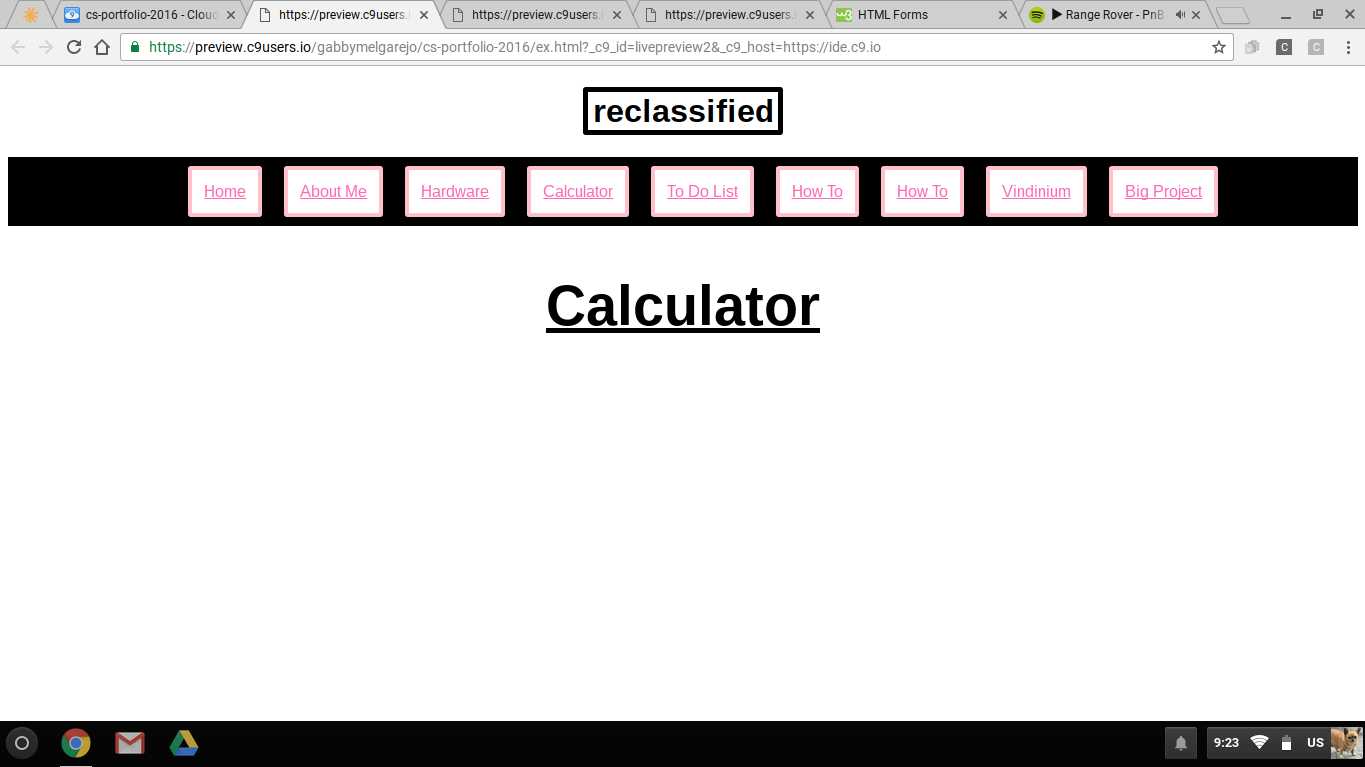 cs-portfolio-2016 - Cloud https://preview.c9users.i https://preview.c9users.i https://preview.c9users.i HTML Forms ▶ Range Rover - PnB
https://preview.c9users.io/gabbymelgarejo/cs-portfolio-2016/ex.html?_c9_id=livepreview2&_c9_host=https://ide.c9.io
reclassified
Home About Me Hardware Calculator To Do List How To How To Vindinium Big Project
Calculator
9:23 US